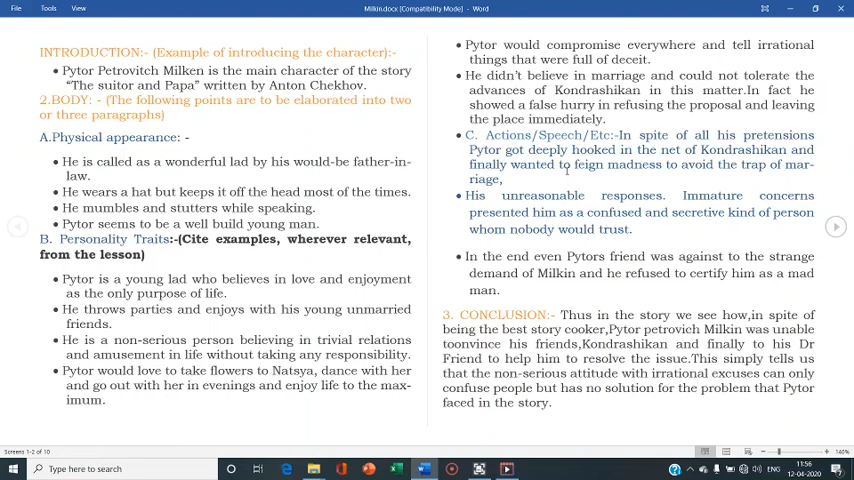 File
Tools
View
Milkin.docx [Compatibility Mode] - Word
INTRODUCTION:- (Example of introducing the character):-
• Pytor Petrovitch Milken is the main character of the story
"The suitor and Papa" written by Anton Chekhov.
2.BODY: - (The following points are to be elaborated into two
or three paragraphs)
A.Physical appearance: -
• He is called as a wonderful lad by his would-be father-in-
law.
• He wears a hat but keeps it off the head most of the times.
• He mumbles and stutters while speaking.
• Pytor seems to be a well build young man.
B. Personality Traits:-(Cite examples, wherever relevant,
from the lesson)
• Pytor is a young lad who believes in love and enjoyment
as the only purpose of life.
• He throws parties and enjoys with his young unmarried
friends.
• He is a non-serious person believing in trivial relations
and amusement in life without taking any responsibility.
• Pytor would love to take flowers to Natsya, dance with her
and go out with her in evenings and enjoy life to the max-
imum.
• Pytor would compromise everywhere and tell irrational
things that were full of deceit.
• He didn't believe in marriage and could not tolerate the
advances of Kondrashikan in this matter.In fact he
showed a false hurry in refusing the proposal and leaving
the place immediately.
• C. Actions/Speech/Etc:-In spite of all his pretensions
Pytor got deeply hooked in the net of Kondrashikan and
finally wanted to feign madness to avoid the trap of mar-
riage,
• His unreasonable responses. Immature concerns
presented him as a confused and secretive kind of person
whom nobody would trust.
• In the end even Pytors friend was against to the strange
demand of Milkin and he refused to certify him as a mad
man.
3. CONCLUSION:- Thus in the story we see how,in spite of
being the best story cooker,Pytor petrovich Milkin was unable
toonvince his friends,Kondrashikan and finally to his Dr
Friend to help him to resolve the issue.This simply tells us
that the non-serious attitude with irrational excuses can only
confuse people but has no solution for the problem that Pytor
faced in the story.
Screens 1-2 of 10
140%
Type here to search
ENG
11:56
12-04-2020